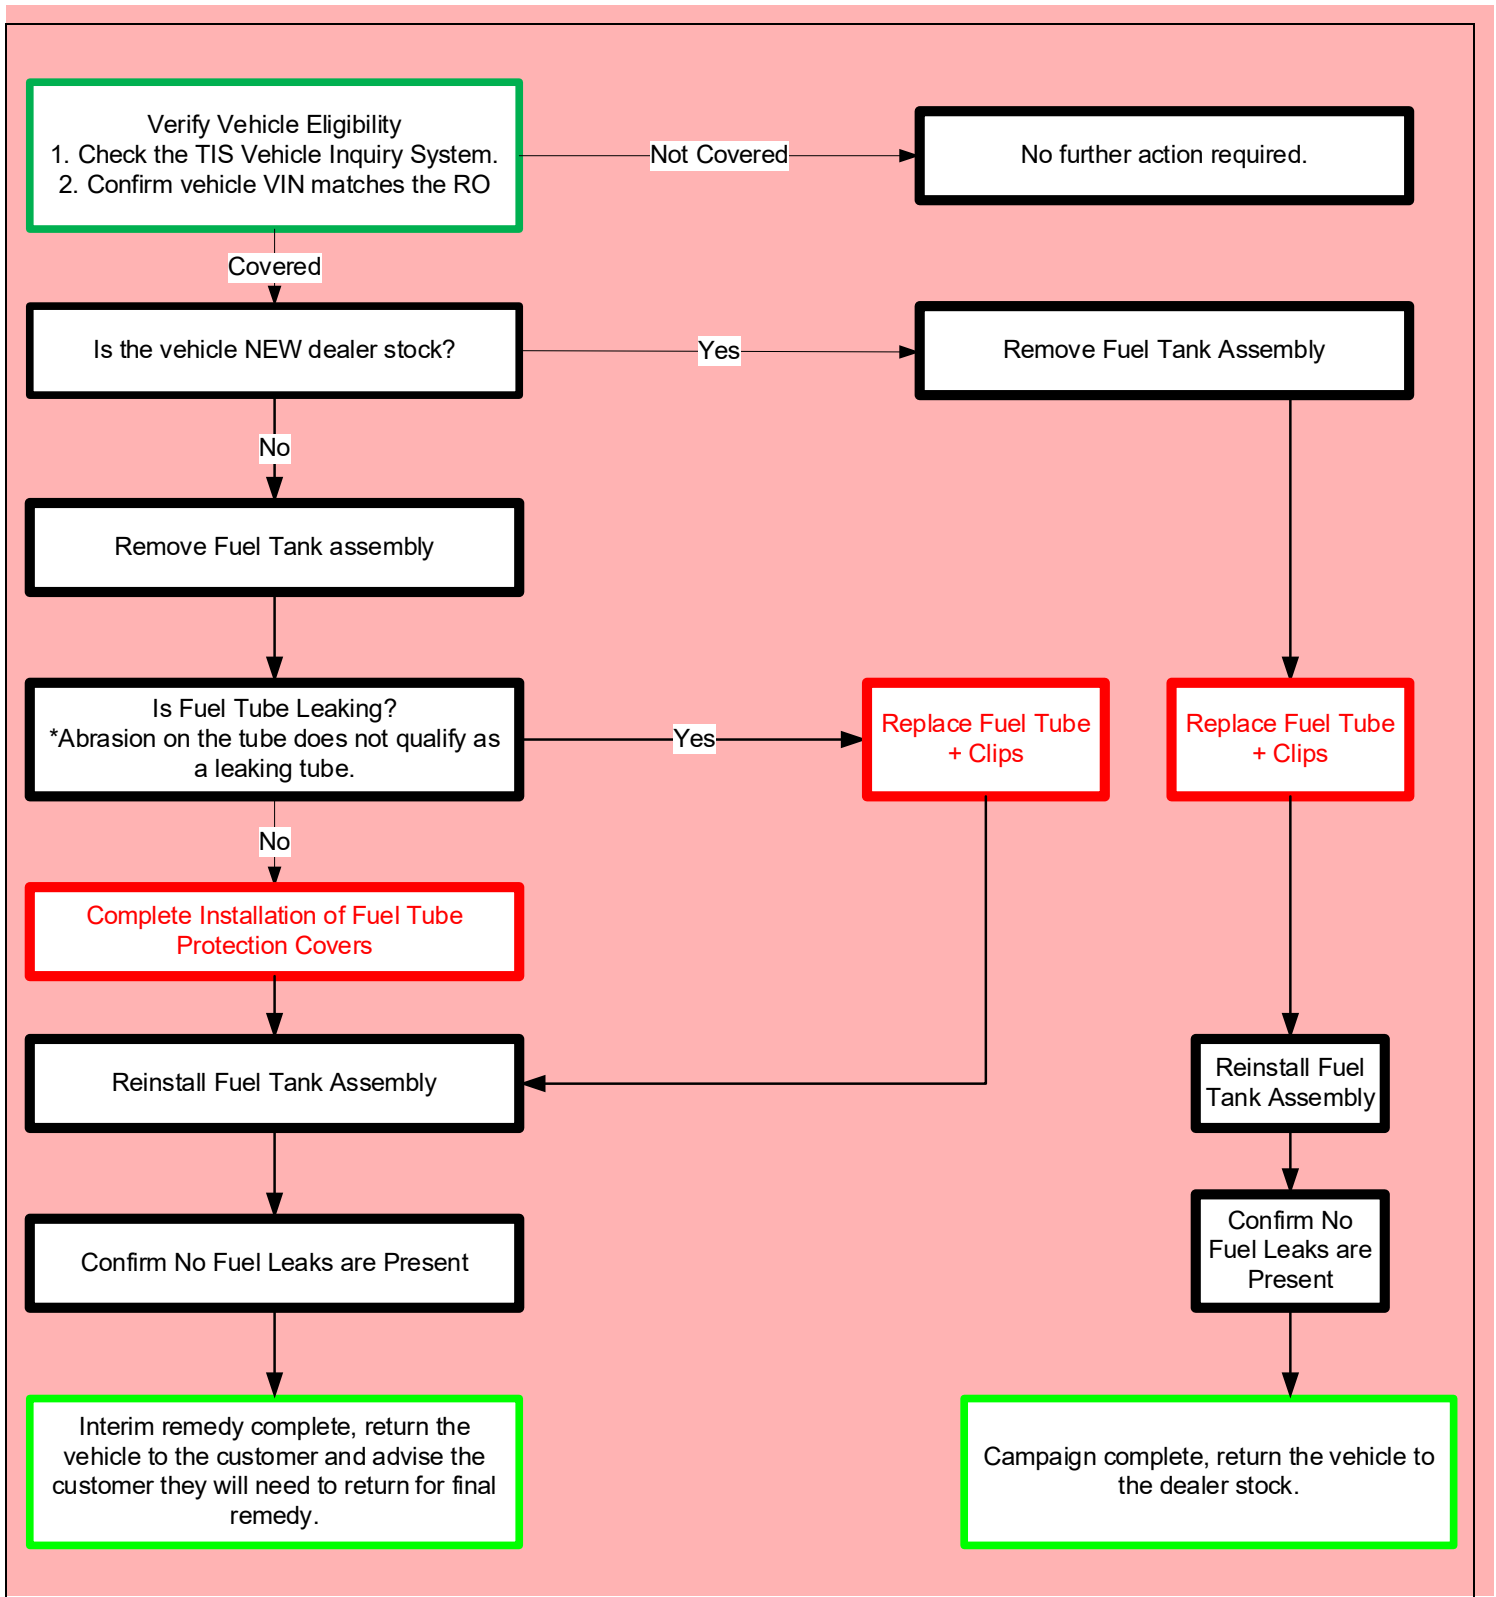 Verify Vehicle Eligibility
1. Check the TIS Vehicle Inquiry System.
2. Confirm vehicle VIN matches the RO
Not Covered
No further action required.
Covered
Is the vehicle NEW dealer stock?
Yes
Remove Fuel Tank Assembly
No
Remove Fuel Tank assembly
Is Fuel Tube Leaking?
*Abrasion on the tube does not qualify as
a leaking tube.
Yes
Replace Fuel Tube
+ Clips
Replace Fuel Tube
+ Clips
No
Complete Installation of Fuel Tube
Protection Covers
Reinstall Fuel Tank Assembly
Reinstall Fuel
Tank Assembly
Confirm No Fuel Leaks are Present
Confirm No
Fuel Leaks are
Present
Interim remedy complete, return the
vehicle to the customer and advise the
customer they will need to return for final
remedy.
Campaign complete, return the vehicle to
the dealer stock.